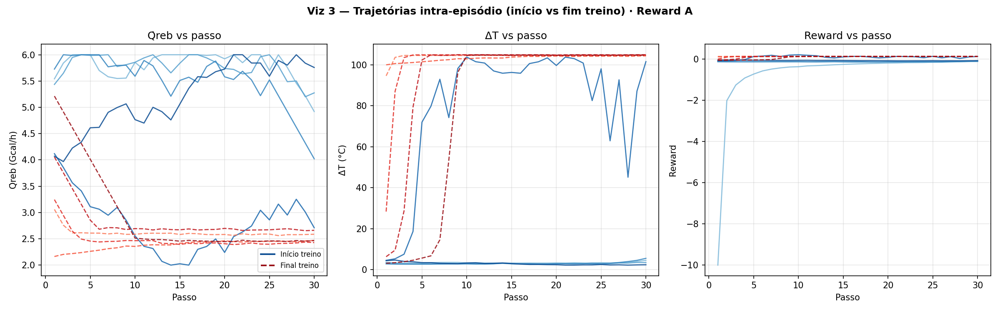 Viz 3 — Trajetórias intra-episódio (início vs fim treino) · Reward A
Q̇reb vs passo
6.0
5.5
5.0
4.5
4.0
3.5
3.0
2.5
2.0
Q̇reb (Gcal/h)
0 5 10 15 20 25 30
Passo
Início treino
Final treino
ΔT vs passo
100
80
60
40
20
0
ΔT (°C)
0 5 10 15 20 25 30
Passo
Reward vs passo
0
−2
−4
−6
−8
−10
Reward
0 5 10 15 20 25 30
Passo